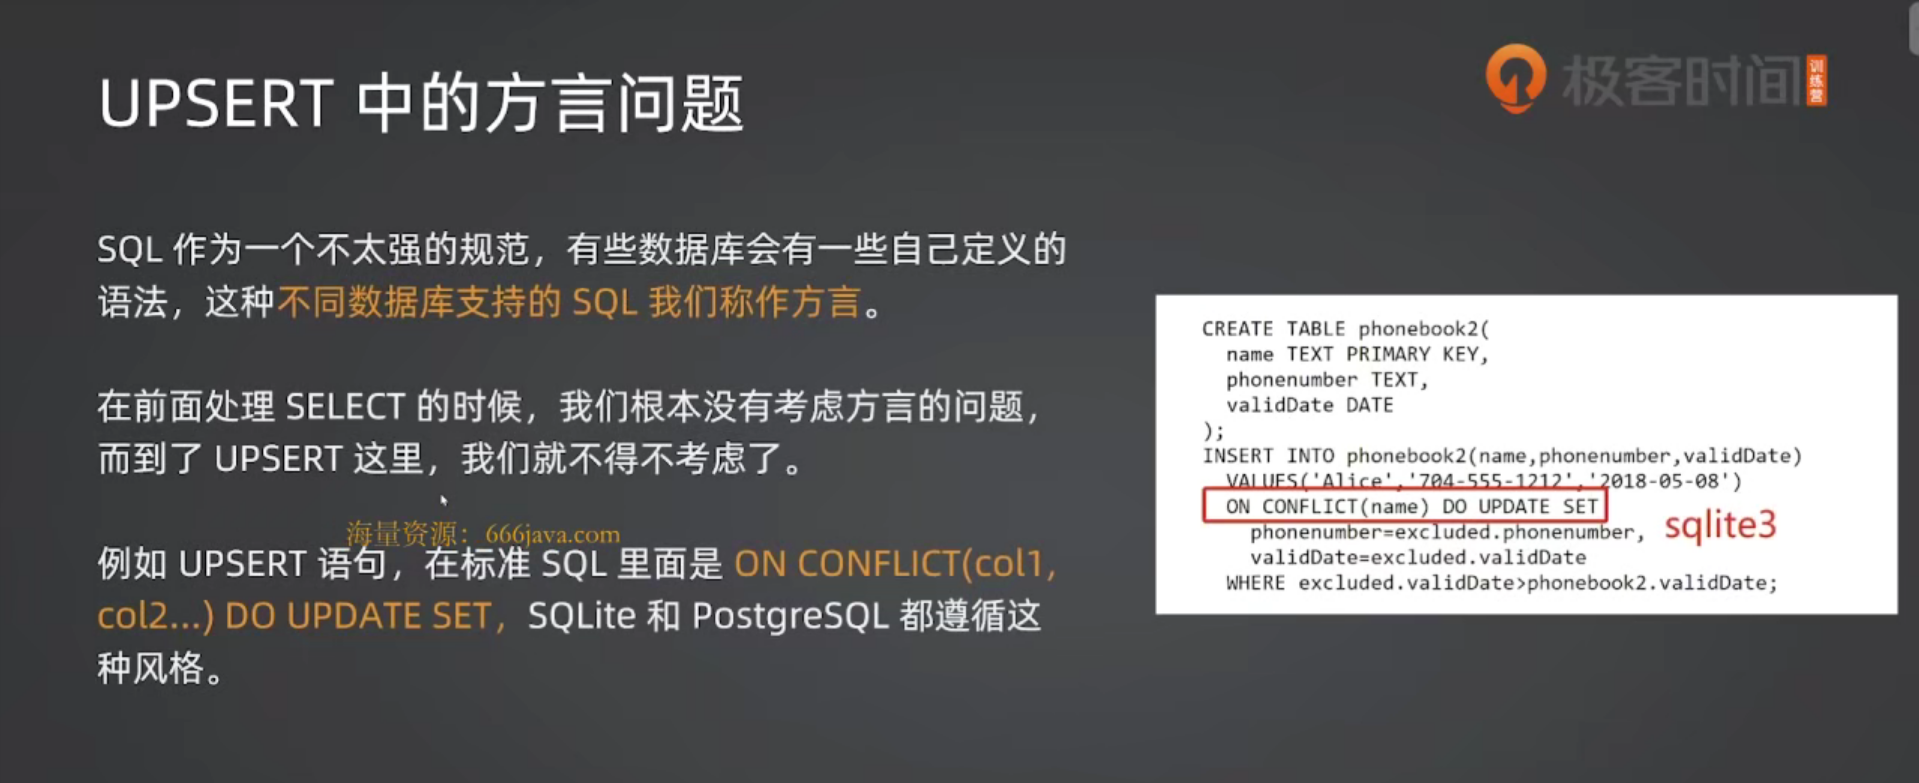 UPSERT 中的方言问题
极客时间 训练营
SQL 作为一个不太强的规范，有些数据库会有一些自己定义的
语法，这种不同数据库支持的 SQL 我们称作方言。
在前面处理 SELECT 的时候，我们根本没有考虑方言的问题，
而到了 UPSERT 这里，我们就不得不考虑了。
海量资源：666java.com
例如 UPSERT 语句，在标准 SQL 里面是 ON CONFLICT(col1,
col2...) DO UPDATE SET，SQLite 和 PostgreSQL 都遵循这
种风格。
CREATE TABLE phonebook2(
name TEXT PRIMARY KEY,
phonenumber TEXT,
validDate DATE
);
INSERT INTO phonebook2(name,phonenumber,validDate)
VALUES('Alice','704-555-1212','2018-05-08')
ON CONFLICT(name) DO UPDATE SET
phonenumber=excluded.phonenumber,
validDate=excluded.validDate
WHERE excluded.validDate>phonebook2.validDate;
sqlite3